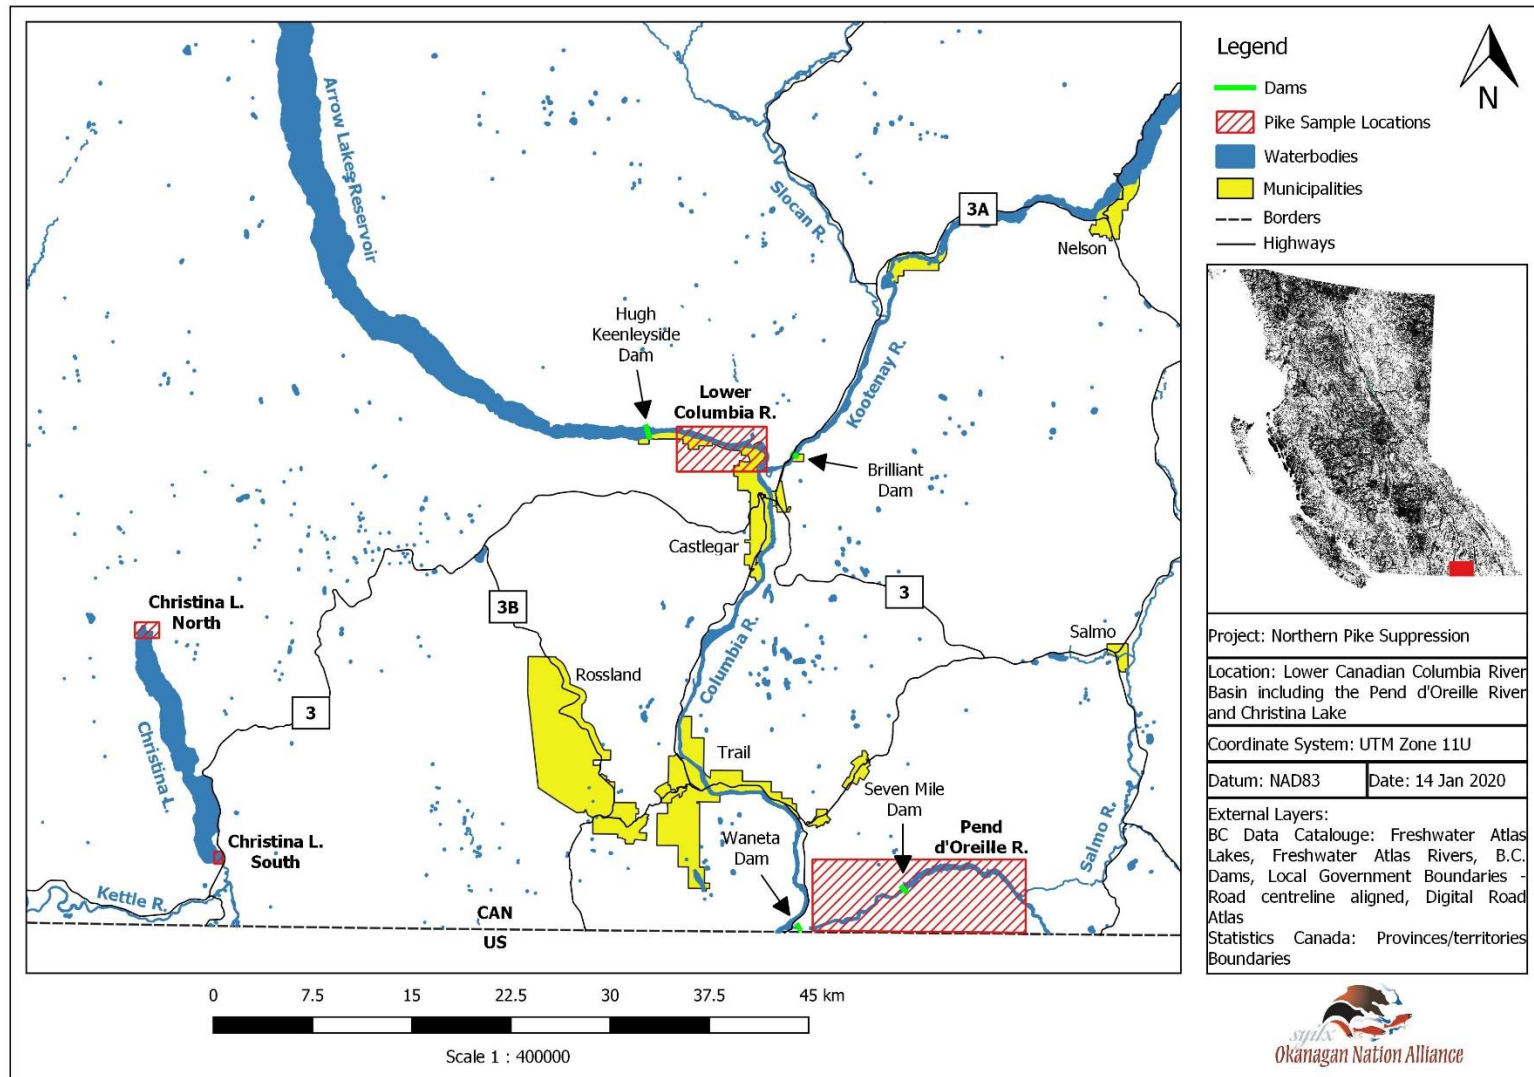 Arrow Lakes Reservoir
Slocan R.
3A
Nelson
Hugh
Keenleyside
Dam
Kootenay R.
Lower
Columbia R.
Brilliant
Dam
Castlegar
3B
3
Christina L.
North
Salmo
Rossland
Columbia R.
3
Christina L.
Trail
Seven Mile
Dam
Waneta
Dam
Pend
d'Oreille R.
Salmo R.
Christina L.
South
Kettle R.
CAN
US
0 7.5 15 22.5 30 37.5 45 km
Scale 1 : 400000
Legend
Dams
Pike Sample Locations
Waterbodies
Municipalities
Borders
Highways
N
Project: Northern Pike Suppression
Location: Lower Canadian Columbia River
Basin including the Pend d'Oreille River
and Christina Lake
Coordinate System: UTM Zone 11U
Datum: NAD83 Date: 14 Jan 2020
External Layers:
BC Data Catalouge: Freshwater Atlas
Lakes, Freshwater Atlas Rivers, B.C.
Dams, Local Government Boundaries -
Road centreline aligned, Digital Road
Atlas
Statistics Canada: Provinces/territories
Boundaries
syilx
Okanagan Nation Alliance